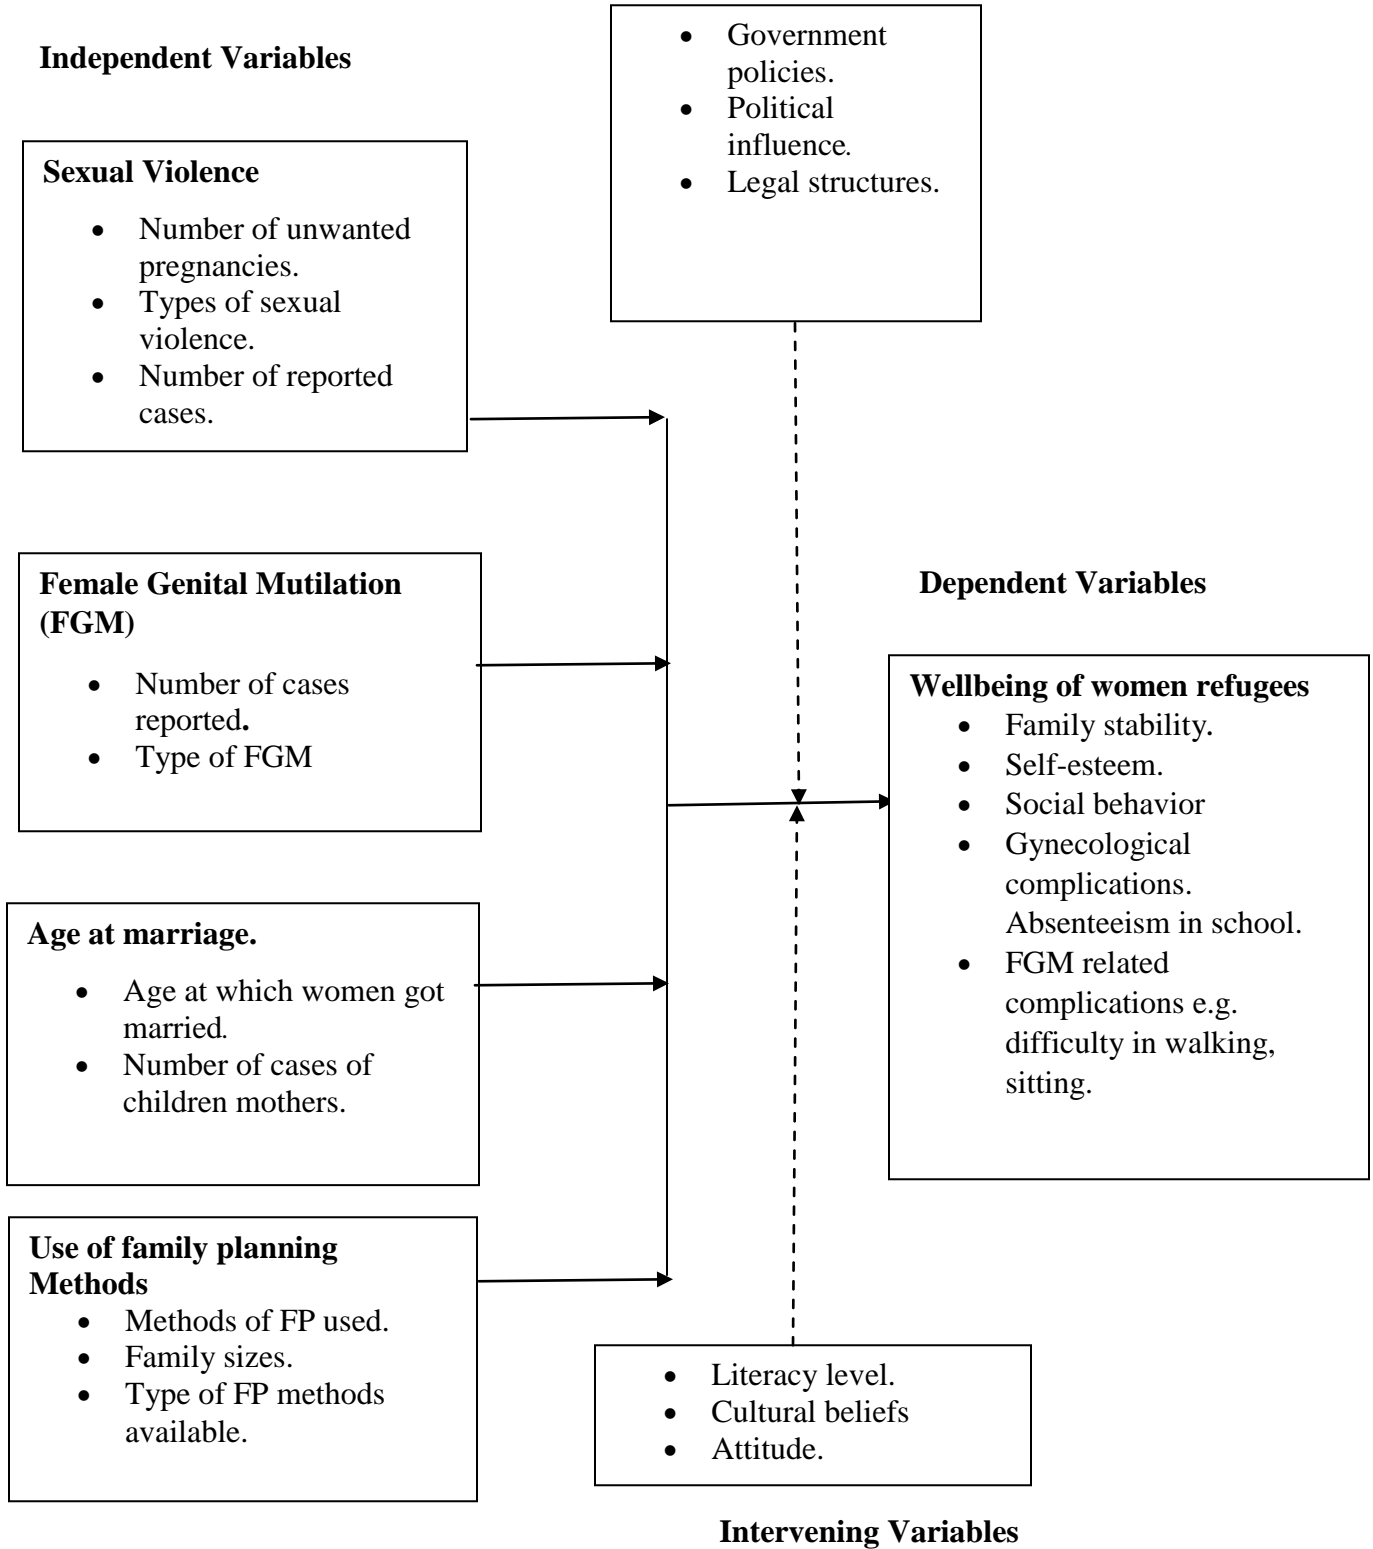 Independent Variables
• Government
policies.
• Political
influence.
• Legal structures.
Sexual Violence
• Number of unwanted
pregnancies.
• Types of sexual
violence.
• Number of reported
cases.
Female Genital Mutilation
(FGM)
• Number of cases
reported.
• Type of FGM
Age at marriage.
• Age at which women got
married.
• Number of cases of
children mothers.
Use of family planning
Methods
• Methods of FP used.
• Family sizes.
• Type of FP methods
available.
Dependent Variables
Wellbeing of women refugees
• Family stability.
• Self-esteem.
• Social behavior
• Gynecological
complications.
Absenteeism in school.
• FGM related
complications e.g.
difficulty in walking,
sitting.
• Literacy level.
• Cultural beliefs
• Attitude.
Intervening Variables